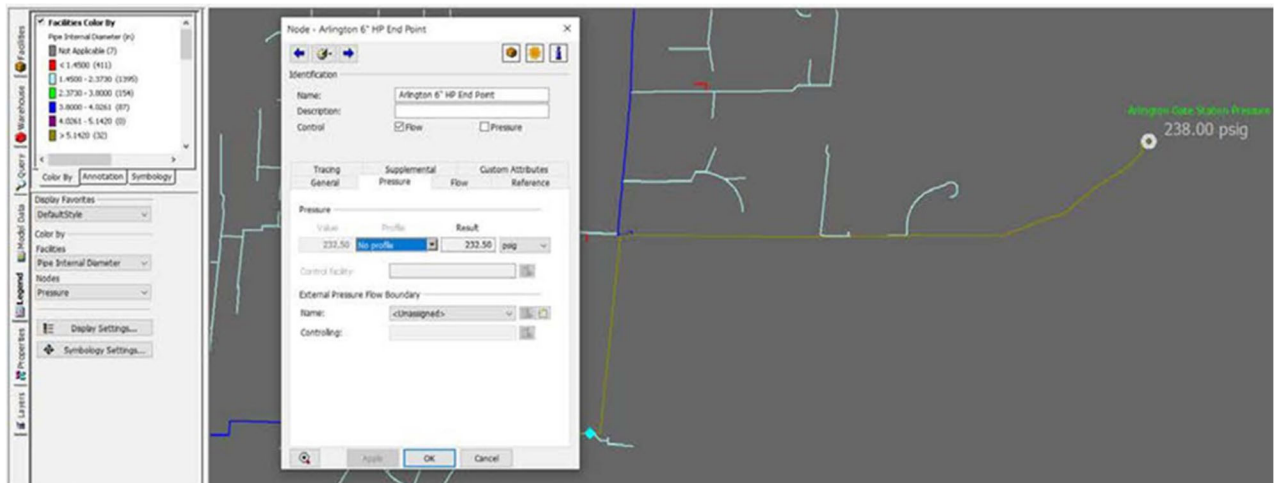 Facilities
Warehouse
Query
Model Data
Legend
Properties
Layers
Facilities Color By
Pipe Internal Diameter (in)
Not Applicable (7)
< 1.4500 (411)
1.4500 - 2.3730 (1395)
2.3730 - 3.8000 (154)
3.8000 - 4.0261 (87)
4.0261 - 5.1420 (0)
> 5.1420 (32)
Color By Annotation Symbology
Display Favorites
DefaultStyle
Color by
Facilities
Pipe Internal Diameter
Nodes
Pressure
Display Settings...
Symbology Settings...
Node - Arlington 6" HP End Point
Identification
Name: Arlington 6" HP End Point
Description:
Control Flow Pressure
Tracing Supplemental Custom Attributes
General Pressure Flow Reference
Pressure
Value Profile Result
232.50 No profile 232.50 psig
Control facility:
External Pressure Flow Boundary
Name: <Unassigned>
Controlling:
Apply OK Cancel
Arlington Gate Station Pressure
238.00 psig